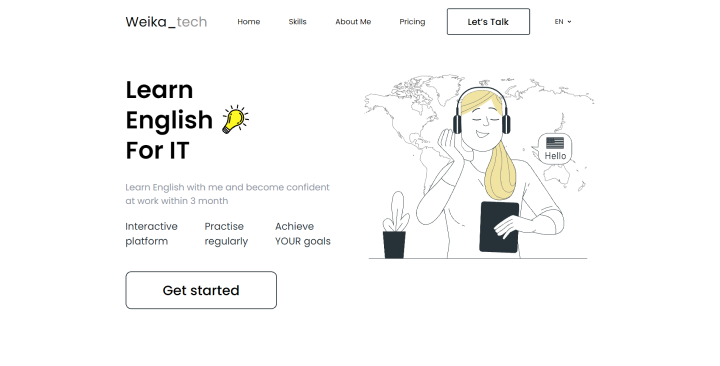 Weika_tech
Home
Skills
About Me
Pricing
Let's Talk
EN
Learn
English
For IT
Learn English with me and become confident
at work within 3 month
Interactive
platform
Practise
regularly
Achieve
YOUR goals
Get started
Hello